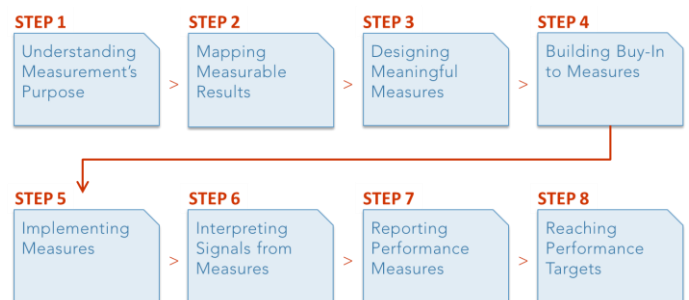 STEP 1
Understanding
Measurement's
Purpose
>
STEP 2
Mapping
Measurable
Results
>
STEP 3
Designing
Meaningful
Measures
>
STEP 4
Building Buy-In
to Measures
STEP 5
Implementing
Measures
>
STEP 6
Interpreting
Signals from
Measures
>
STEP 7
Reporting
Performance
Measures
>
STEP 8
Reaching
Performance
Targets